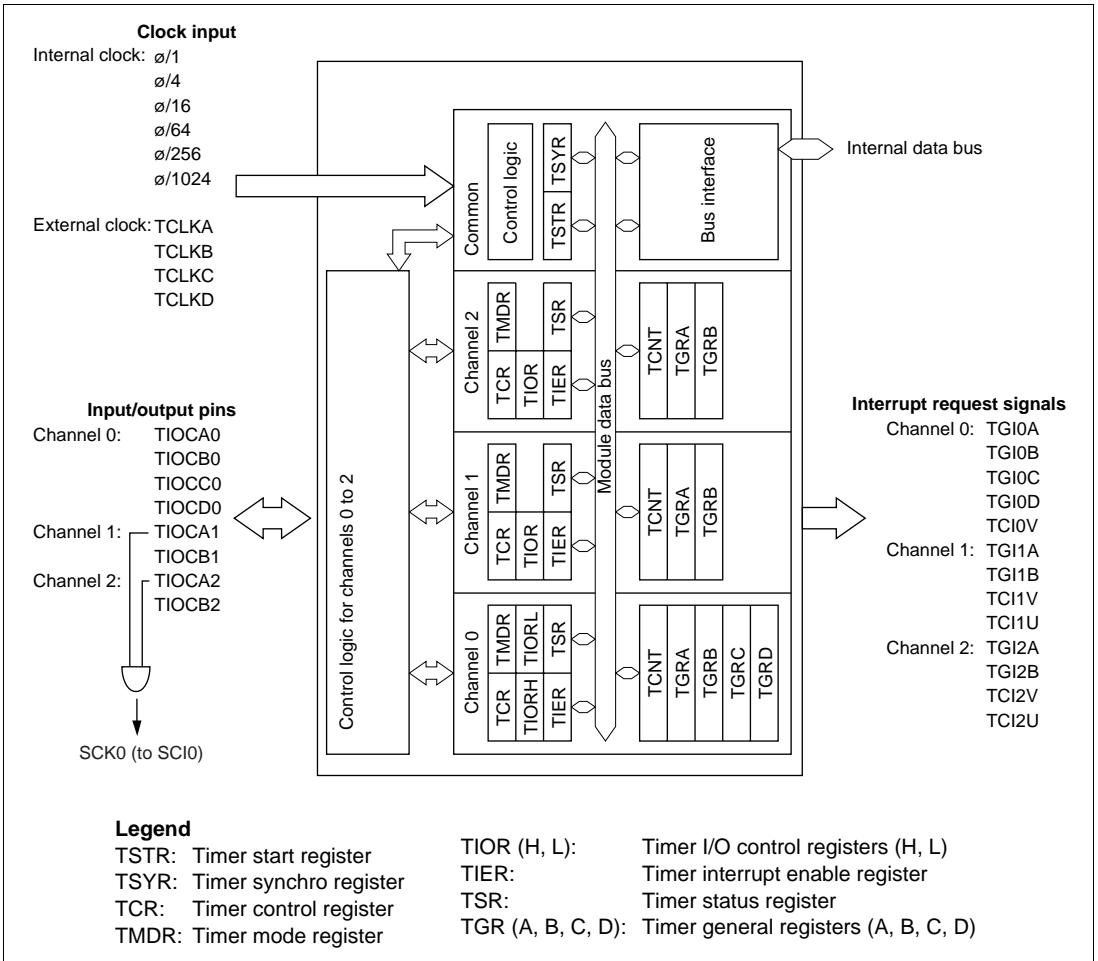 Clock input
Internal clock: ø/1
ø/4
ø/16
ø/64
ø/256
ø/1024
External clock: TCLKA
TCLKB
TCLKC
TCLKD
Input/output pins
Channel 0: TIOCA0
TIOCB0
TIOCC0
TIOCD0
Channel 1: TIOCA1
TIOCB1
Channel 2: TIOCA2
TIOCB2
SCK0 (to SCI0)
Control logic for channels 0 to 2
Common
Control logic
TSTR TSYR
Bus interface
Module data bus
Internal data bus
Channel 2
TCR TMDR
TIOR
TIER TSR
TCNT
TGRA
TGRB
Channel 1
TCR TMDR
TIOR
TIER TSR
TCNT
TGRA
TGRB
Channel 0
TCR TMDR
TIORH TIORL
TIER TSR
TCNT
TGRA
TGRB
TGRC
TGRD
Interrupt request signals
Channel 0: TGI0A
TGI0B
TGI0C
TGI0D
TCI0V
Channel 1: TGI1A
TGI1B
TCI1V
TCI1U
Channel 2: TGI2A
TGI2B
TCI2V
TCI2U
Legend
TSTR: Timer start register
TSYR: Timer synchro register
TCR: Timer control register
TMDR: Timer mode register
TIOR (H, L): Timer I/O control registers (H, L)
TIER: Timer interrupt enable register
TSR: Timer status register
TGR (A, B, C, D): Timer general registers (A, B, C, D)